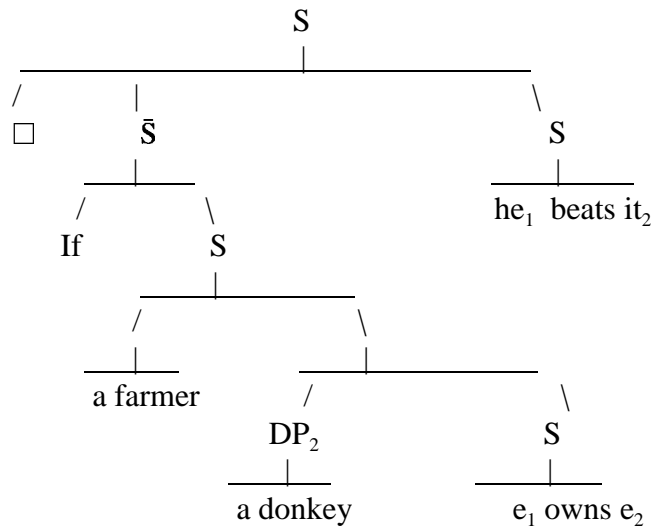 S
□ S̄ S
he₁ beats it₂
If S
a farmer
DP₂ S
a donkey e₁ owns e₂